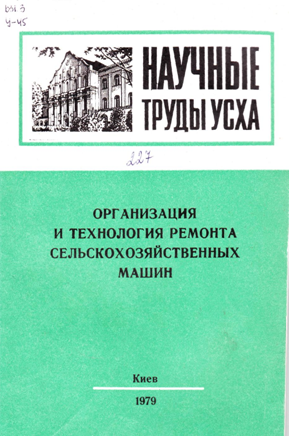 НАУЧНЫЕ
ТРУДЫ УСХА
227
ОРГАНИЗАЦИЯ
И ТЕХНОЛОГИЯ РЕМОНТА
СЕЛЬСКОХОЗЯЙСТВЕННЫХ
МАШИН
Киев
1979